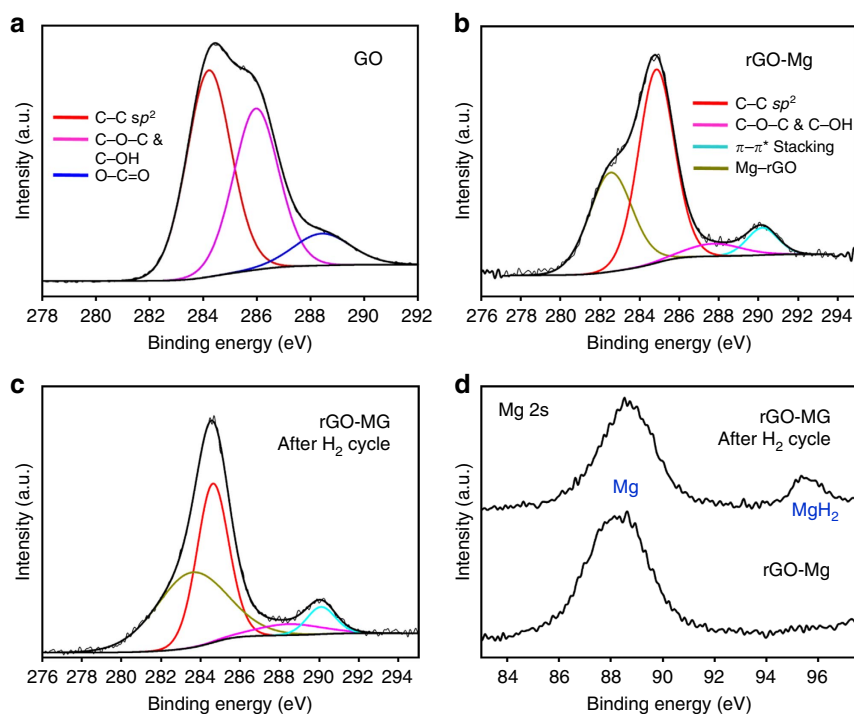 a
GO
C–C sp²
C–O–C &
C–OH
O–C=O
Intensity (a.u.)
278 280 282 284 286 288 290 292
Binding energy (eV)
b
rGO-Mg
C–C sp²
C–O–C & C–OH
π–π* Stacking
Mg–rGO
Intensity (a.u.)
276 278 280 282 284 286 288 290 292 294
Binding energy (eV)
c
rGO-MG
After H₂ cycle
Intensity (a.u.)
276 278 280 282 284 286 288 290 292 294
Binding energy (eV)
d
Mg 2s
rGO-MG
After H₂ cycle
Mg
MgH₂
rGO-Mg
Intensity (a.u.)
84 86 88 90 92 94 96
Binding energy (eV)